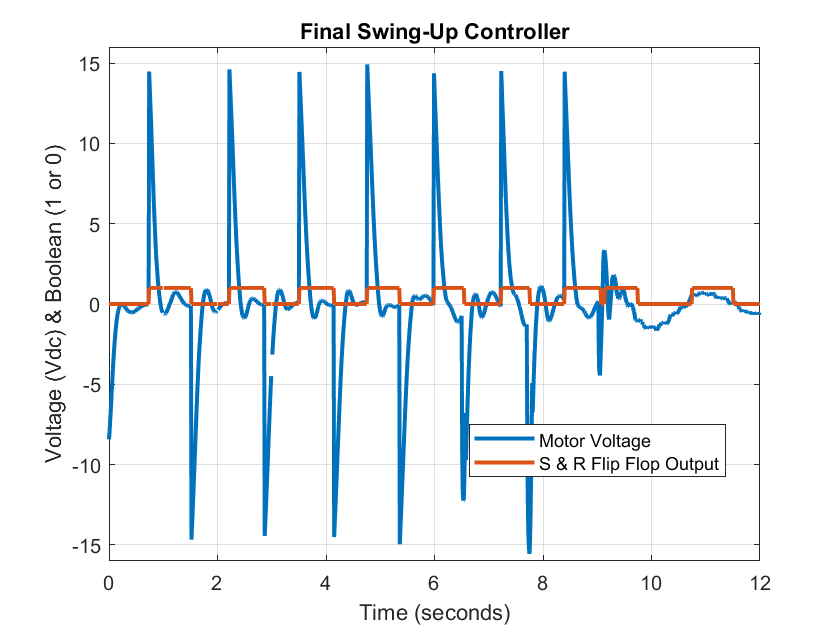 Final Swing-Up Controller
Voltage (Vdc) & Boolean (1 or 0)
15
10
5
0
-5
-10
-15
Motor Voltage
S & R Flip Flop Output
0 2 4 6 8 10 12
Time (seconds)